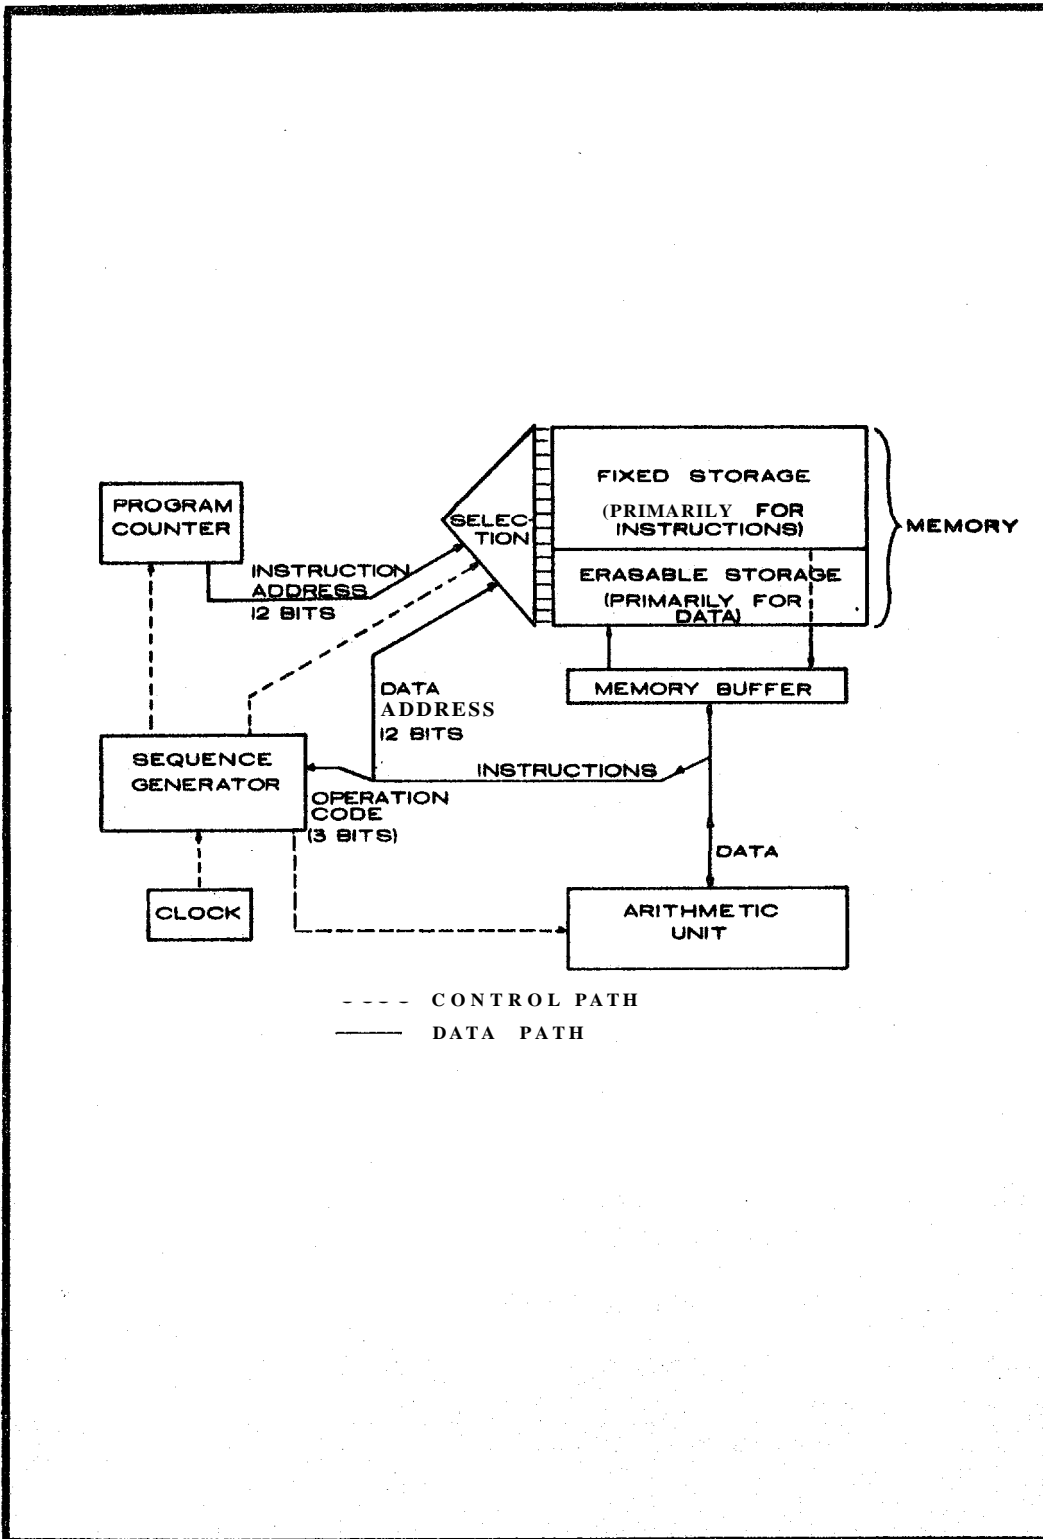 FIXED STORAGE
(PRIMARILY FOR
INSTRUCTIONS)
PROGRAM
COUNTER
SELEC-
TION
MEMORY
INSTRUCTION
ADDRESS
12 BITS
ERASABLE STORAGE
(PRIMARILY FOR
DATA)
DATA
ADDRESS
12 BITS
MEMORY BUFFER
SEQUENCE
GENERATOR
INSTRUCTIONS
OPERATION
CODE
(3 BITS)
DATA
CLOCK
ARITHMETIC
UNIT
CONTROL PATH
DATA PATH